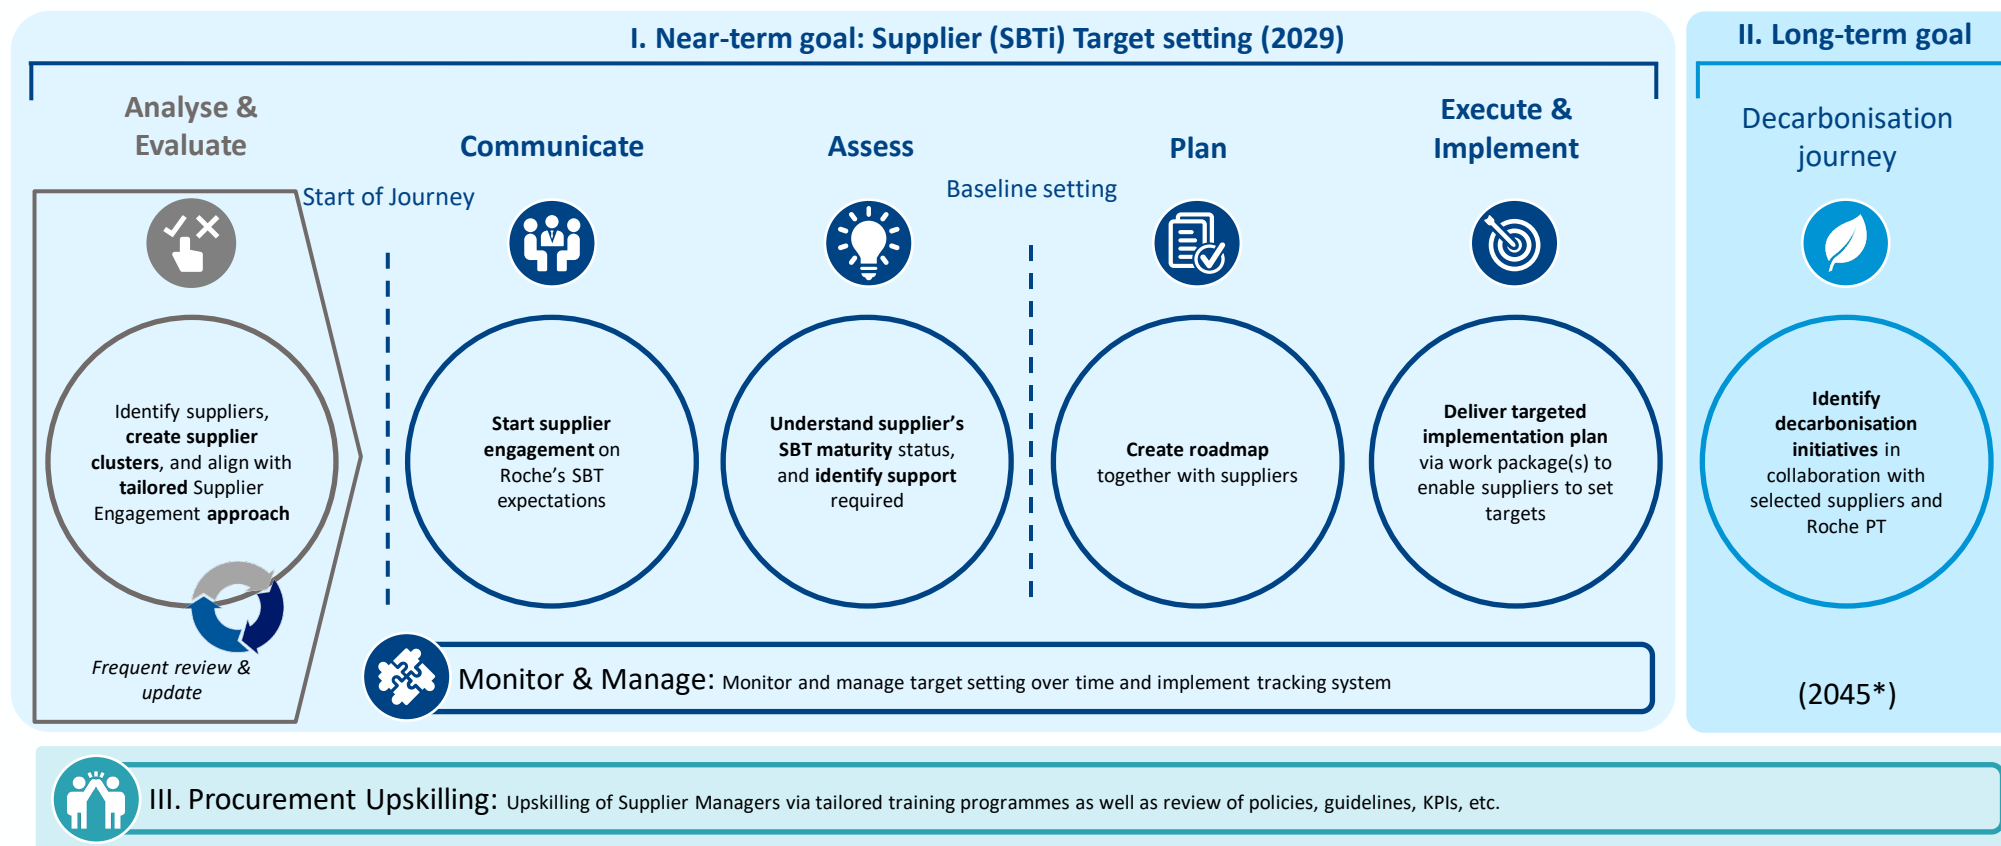 I. Near-term goal: Supplier (SBTi) Target setting (2029)
II. Long-term goal
Analyse &
Evaluate
Start of Journey
Communicate
Assess
Baseline setting
Plan
Execute &
Implement
Decarbonisation
journey
Identify suppliers,
create supplier
clusters, and align with
tailored Supplier
Engagement approach
Frequent review &
update
Start supplier
engagement on
Roche's SBT
expectations
Understand supplier's
SBT maturity status,
and identify support
required
Create roadmap
together with suppliers
Deliver targeted
implementation plan
via work package(s) to
enable suppliers to set
targets
Identify
decarbonisation
initiatives in
collaboration with
selected suppliers and
Roche PT
Monitor & Manage: Monitor and manage target setting over time and implement tracking system
(2045*)
III. Procurement Upskilling: Upskilling of Supplier Managers via tailored training programmes as well as review of policies, guidelines, KPIs, etc.